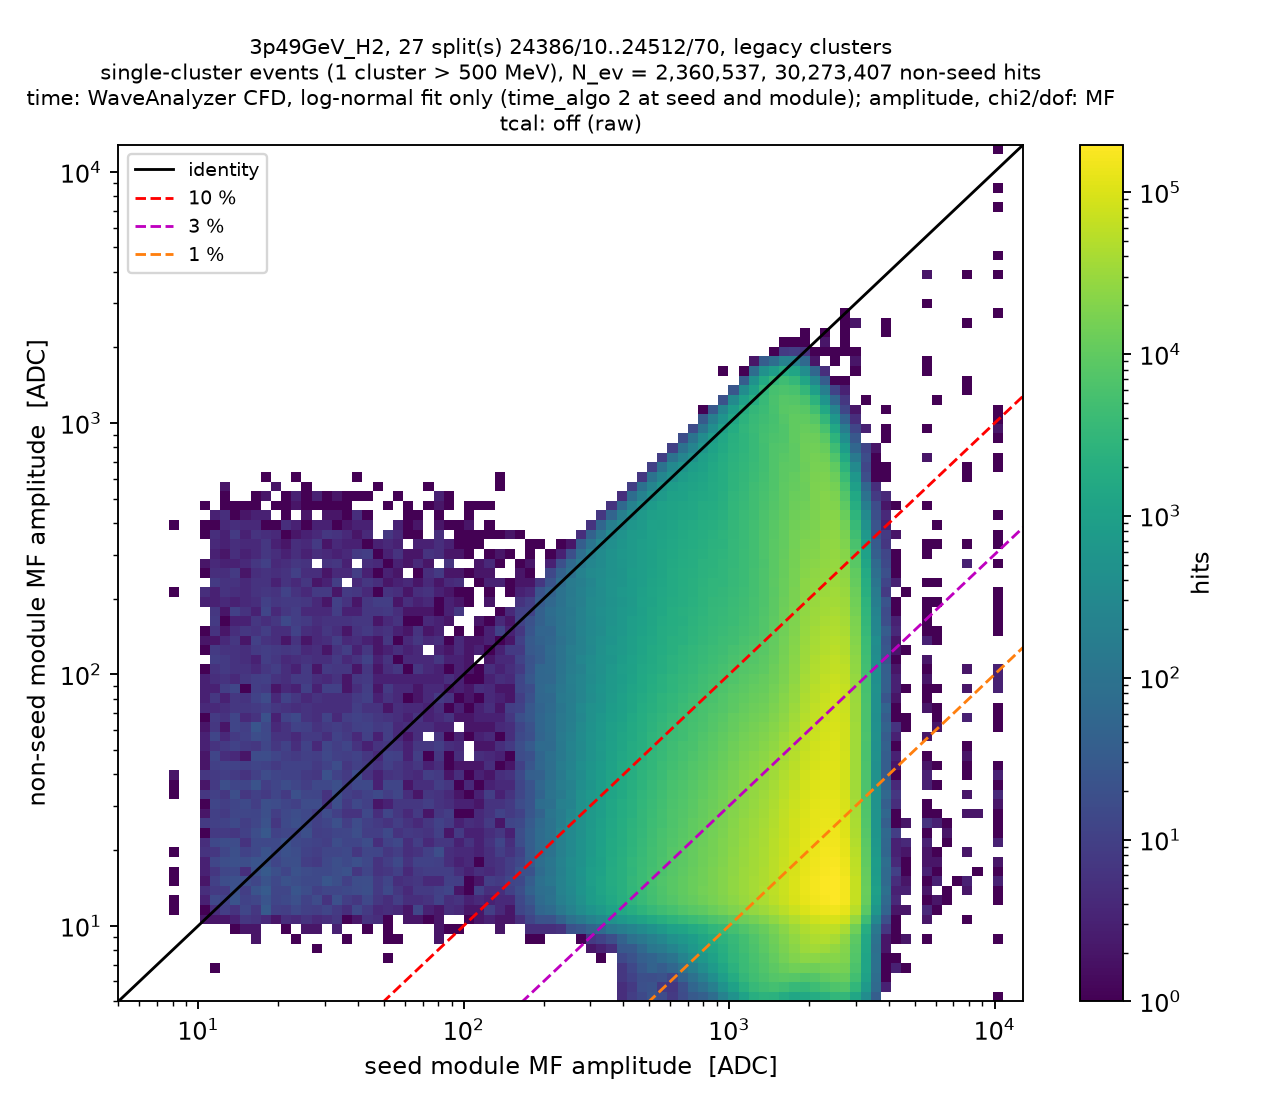 3p49GeV_H2, 27 split(s) 24386/10..24512/70, legacy clusters
single-cluster events (1 cluster > 500 MeV), N_ev = 2,360,537, 30,273,407 non-seed hits
time: WaveAnalyzer CFD, log-normal fit only (time_algo 2 at seed and module); amplitude, chi2/dof: MF
tcal: off (raw)
identity
10 %
3 %
1 %
non-seed module MF amplitude [ADC]
10⁴
10³
10²
10¹
10¹
10²
10³
10⁴
seed module MF amplitude [ADC]
10⁵
10⁴
10³
10²
10¹
10⁰
hits